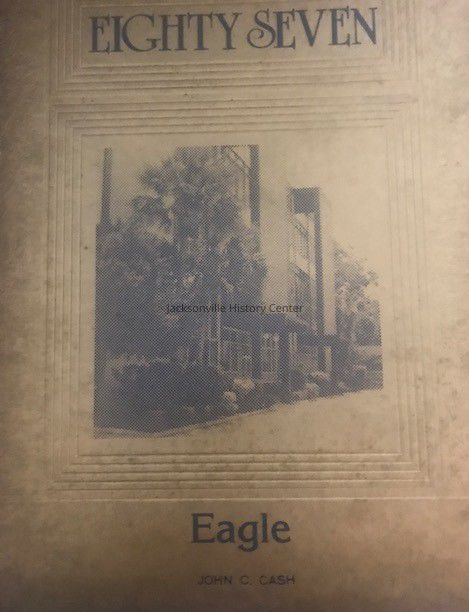 EIGHTY SEVEN
Jacksonville History Center
Eagle
JOHN C. CASH